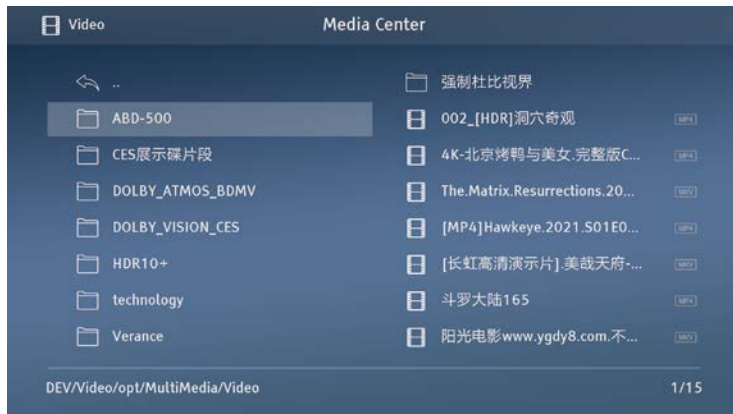 Video
Media Center
..
ABD-500
CES展示碟片段
DOLBY_ATMOS_BDMV
DOLBY_VISION_CES
HDR10+
technology
Verance
强制杜比视界
002_[HDR]洞穴奇观 MP4
4K-北京烤鸭与美女.完整版C... MP4
The.Matrix.Resurrections.20... MKV
[MP4]Hawkeye.2021.S01E0... MP4
[长虹高清演示片].美哉天府-... MKV
斗罗大陆165 MP4
阳光电影www.ygdy8.com.不... MKV
DEV/Video/opt/MultiMedia/Video
1/15